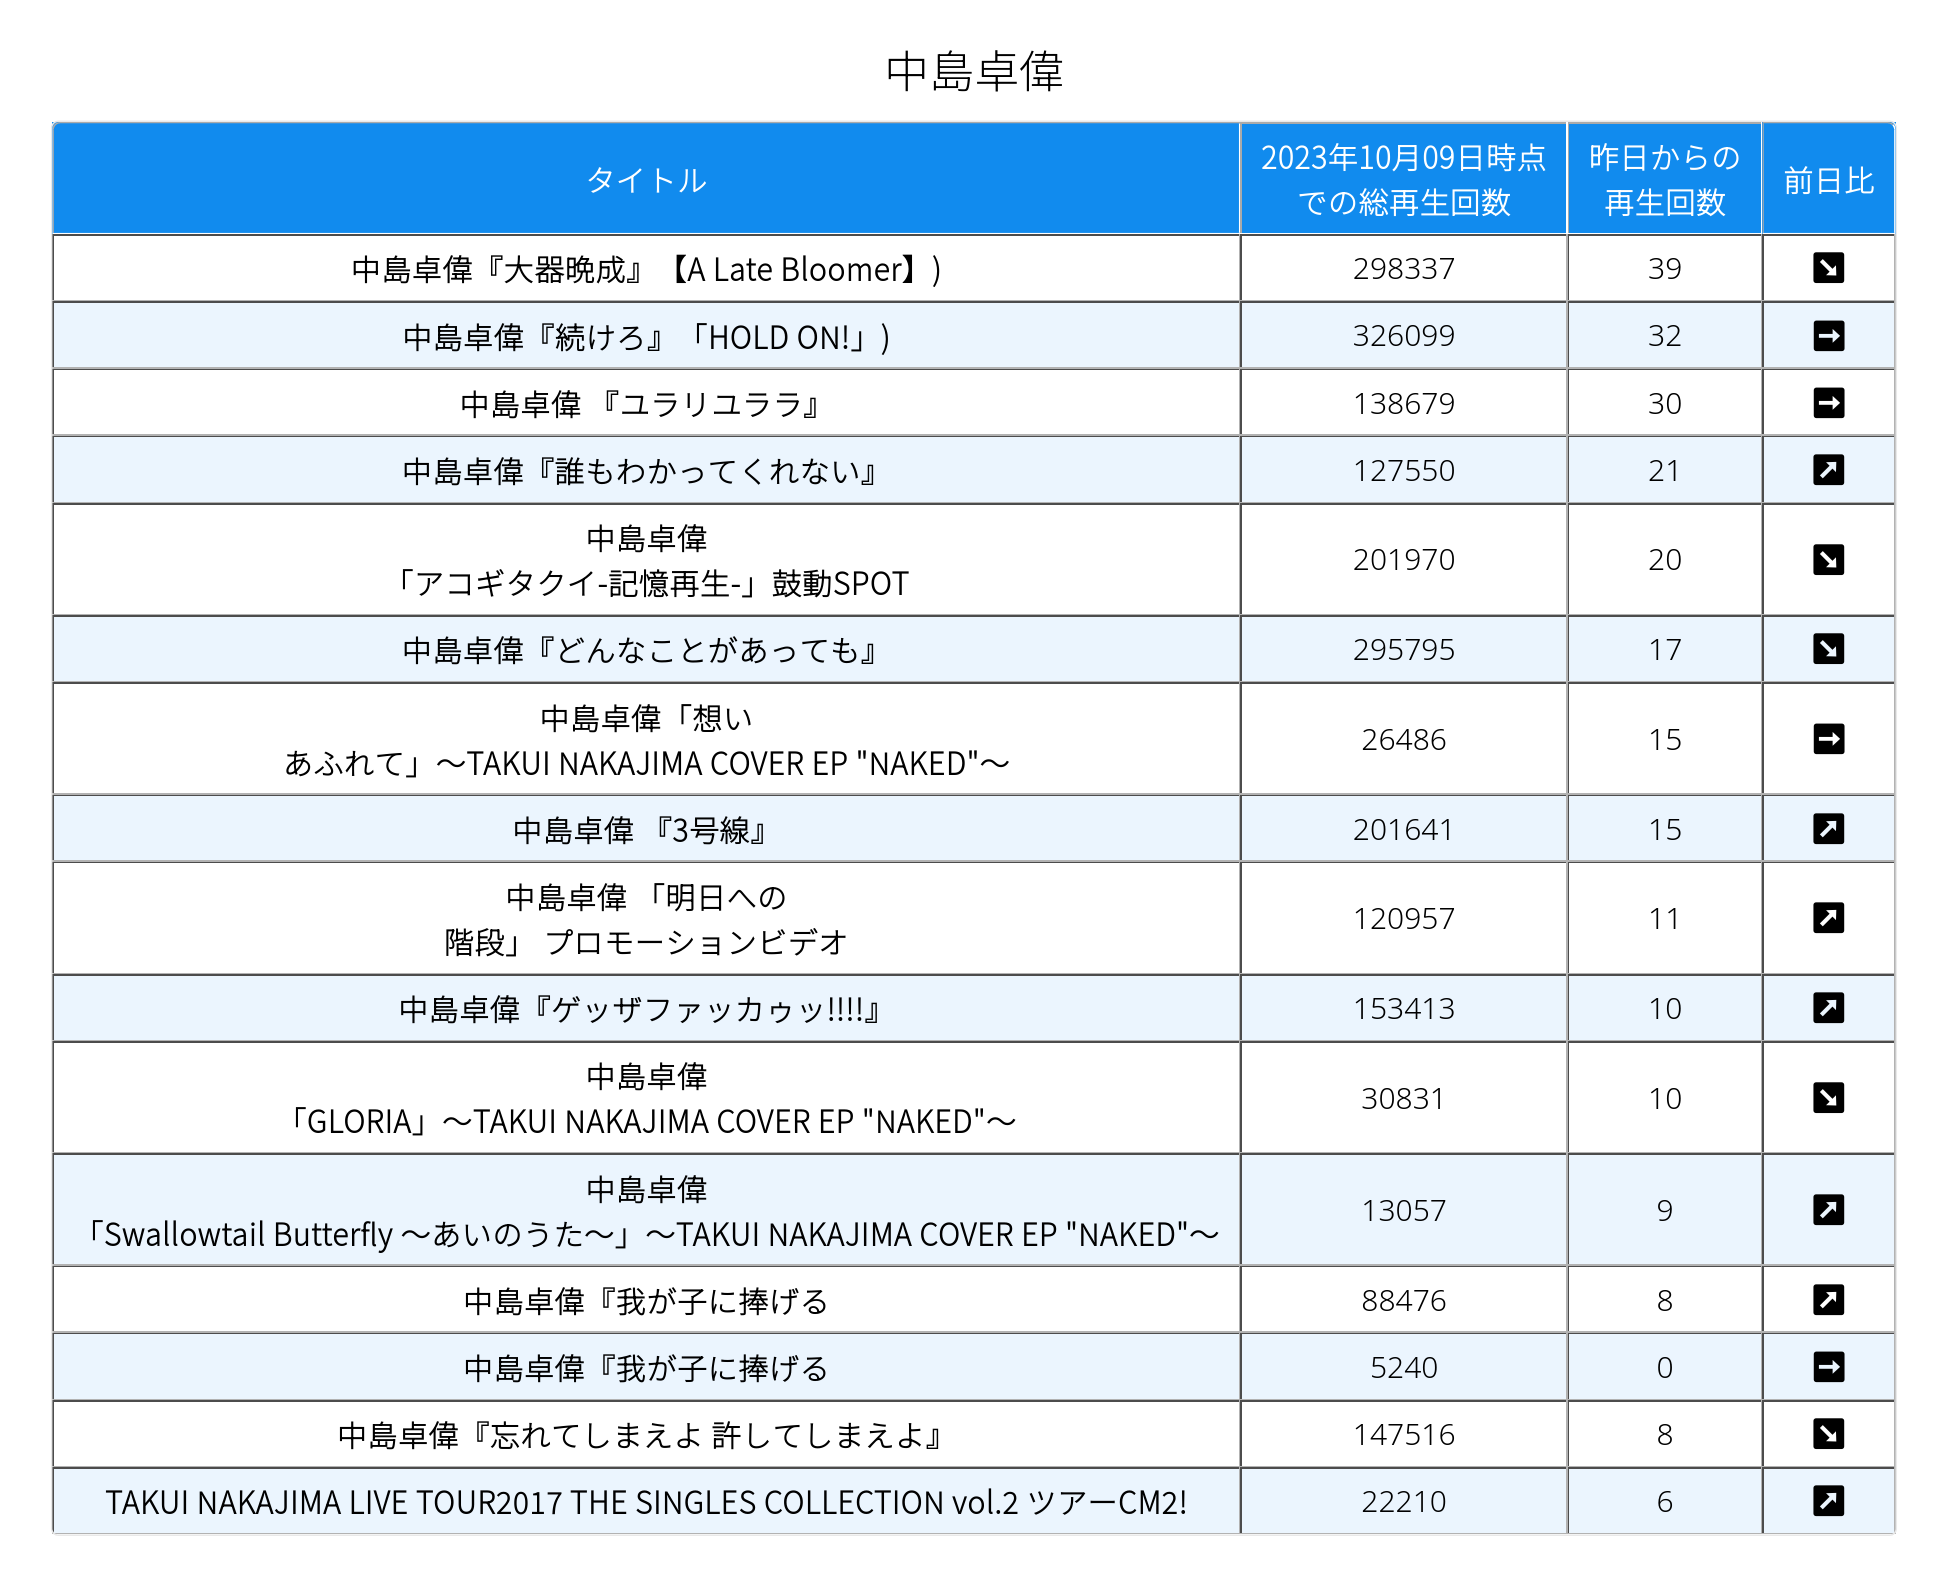 中島卓偉
タイトル
2023年10月09日時点
での総再生回数
昨日からの
再生回数
前日比
中島卓偉『大器晩成』【A Late Bloomer】)
298337
39
中島卓偉『続けろ』「HOLD ON!」)
326099
32
中島卓偉 『ユラリユララ』
138679
30
中島卓偉『誰もわかってくれない』
127550
21
中島卓偉
「アコギタクイ-記憶再生-」鼓動SPOT
201970
20
中島卓偉『どんなことがあっても』
295795
17
中島卓偉「想い
あふれて」〜TAKUI NAKAJIMA COVER EP "NAKED"〜
26486
15
中島卓偉 『3号線』
201641
15
中島卓偉 「明日への
階段」 プロモーションビデオ
120957
11
中島卓偉『ゲッザファッカゥッ!!!!』
153413
10
中島卓偉
「GLORIA」〜TAKUI NAKAJIMA COVER EP "NAKED"〜
30831
10
中島卓偉
「Swallowtail Butterfly 〜あいのうた〜」〜TAKUI NAKAJIMA COVER EP "NAKED"〜
13057
9
中島卓偉『我が子に捧げる
88476
8
中島卓偉『我が子に捧げる
5240
0
中島卓偉『忘れてしまえよ 許してしまえよ』
147516
8
TAKUI NAKAJIMA LIVE TOUR2017 THE SINGLES COLLECTION vol.2 ツアーCM2!
22210
6